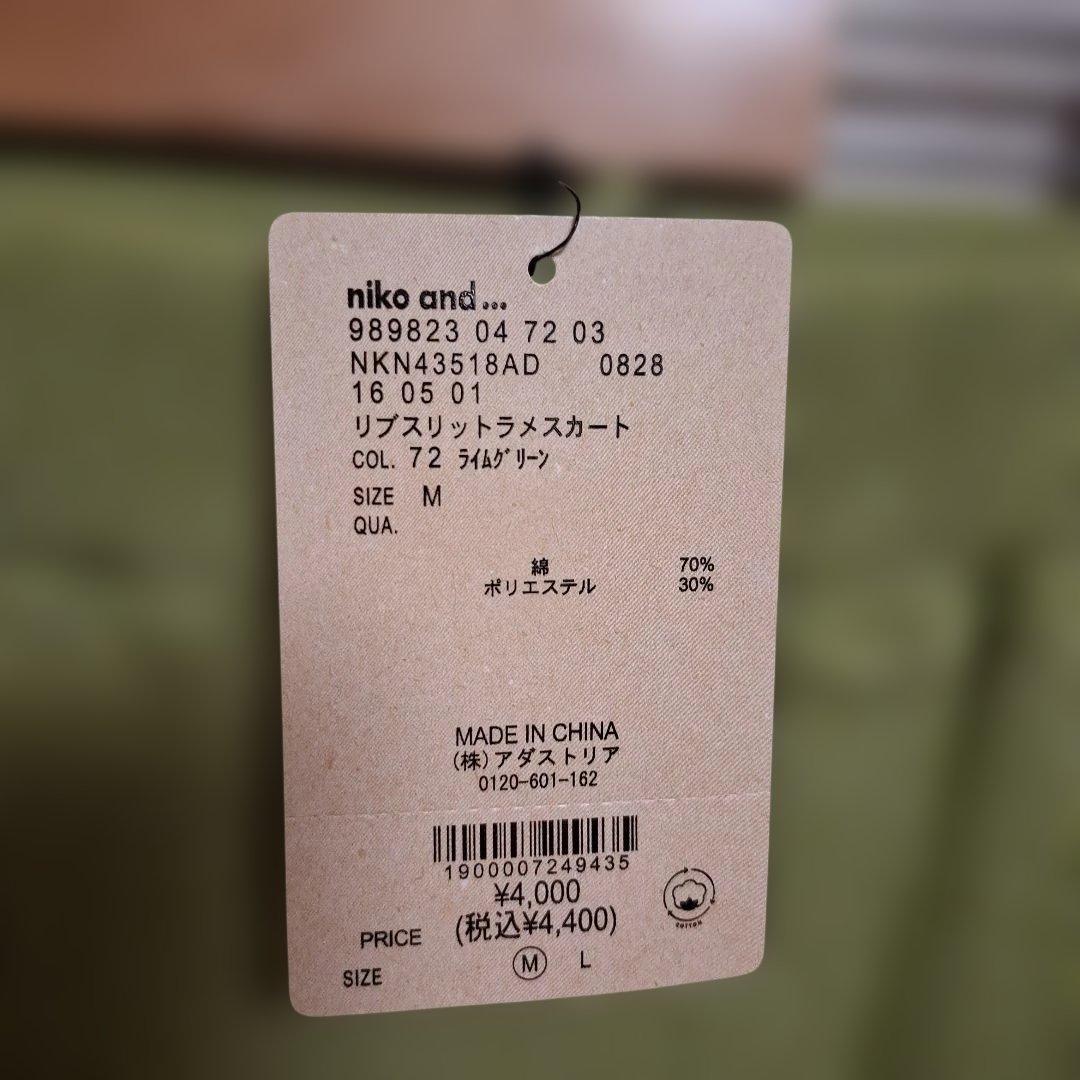 niko and...
989823 04 72 03
NKN43518AD 0828
16 05 01
リブスリットラメスカート
COL. 72 ﾗｲﾑｸﾞﾘｰﾝ
SIZE M
QUA.
綿 70%
ポリエステル 30%
MADE IN CHINA
(株)アダストリア
0120-601-162
1900007249435
¥4,000
PRICE (税込¥4,400)
SIZE M L
COTTON